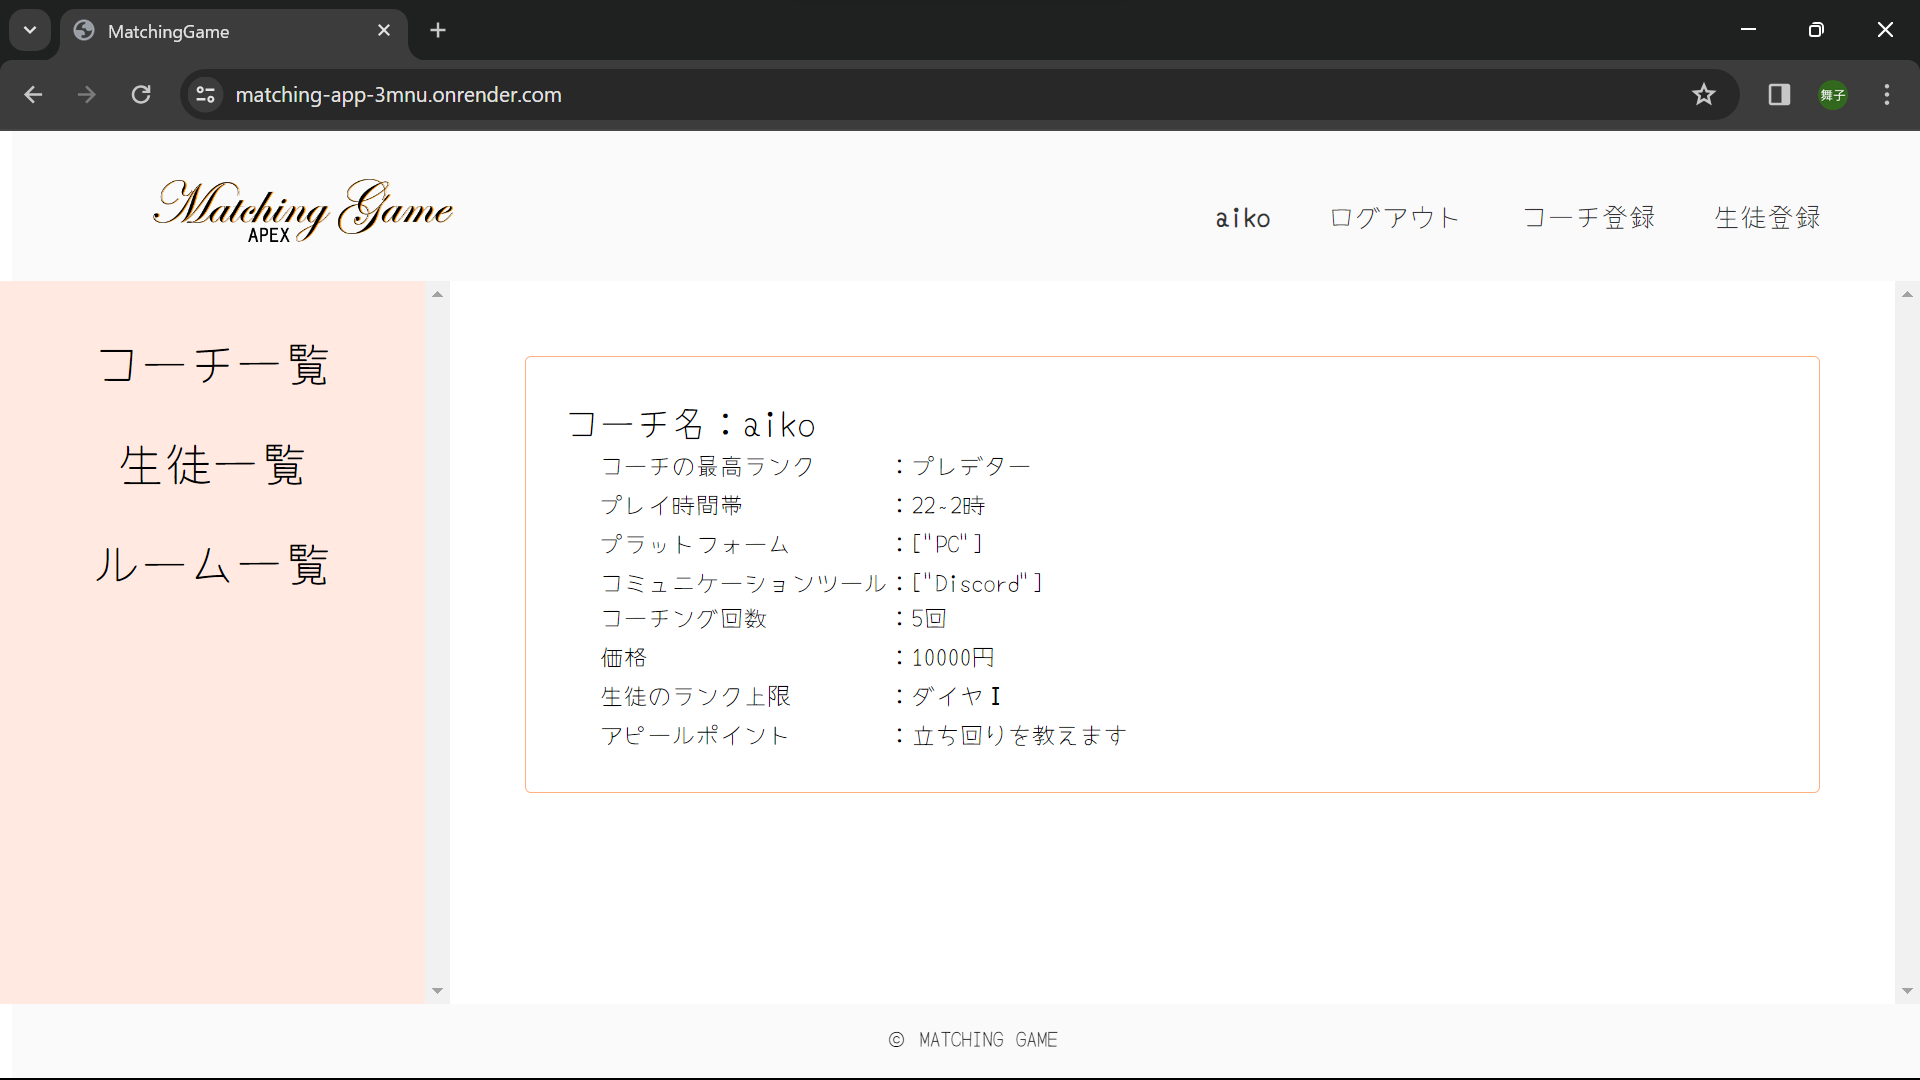 MatchingGame
matching-app-3mnu.onrender.com
舞子
Matching Game
APEX
aiko ログアウト コーチ登録 生徒登録
コーチ一覧
生徒一覧
ルーム一覧
コーチ名：aiko
コーチの最高ランク ：プレデター
プレイ時間帯 ：22~2時
プラットフォーム ：["PC"]
コミュニケーションツール：["Discord"]
コーチング回数 ：5回
価格 ：10000円
生徒のランク上限 ：ダイヤ
アピールポイント ：立ち回りを教えます
© MATCHING GAME